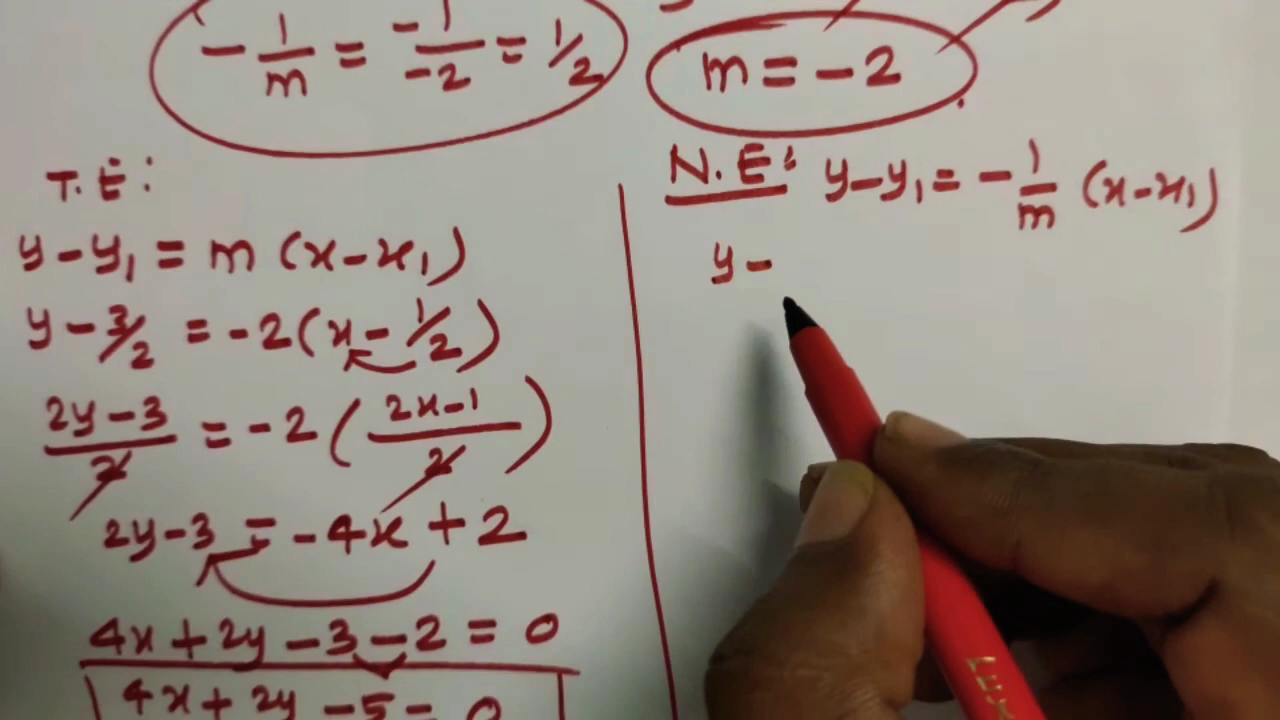 -1/m = -1/-2 = 1/2
m = -2
T.E:
y-y₁ = m (x-x₁)
y-3/2 = -2(x-1/2)
2y-3/2 = -2(2x-1/2)
2y-3 = -4x+2
4x+2y-3-2=0
4x+2y-5=0
N.E: y-y₁= -1/m (x-x₁)
y-